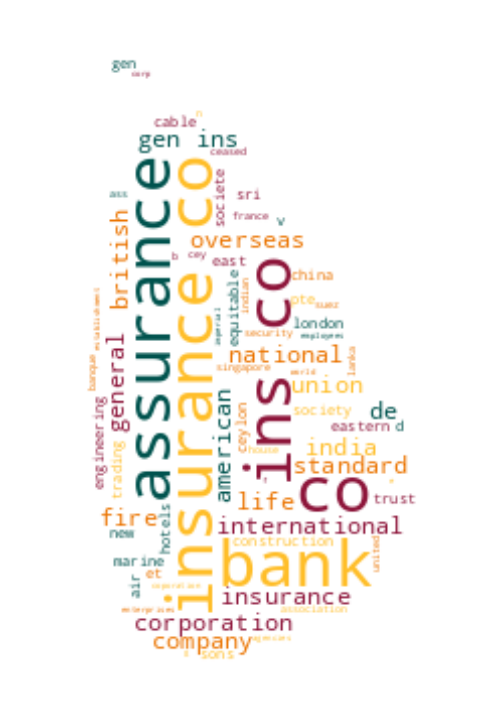 gen
corp
n
cable
gen ins
ceased
assurance
insurance co
societe
ass
sri
british
france
v
overseas
b
cey
east
ins co
china
equitable
indian
ote
suez
imperial
london
establishment
security
employees
national
general
singapore
lanka
banque
world
union
american
engineering
ceylon
society
de
eastern
d
house
india
trading
standard
life
co
trust
fire
hotels
international
new
construction
marine
bank
united
et
air
corporation
insurance
enterprises
association
corporation
company
agencies
sons